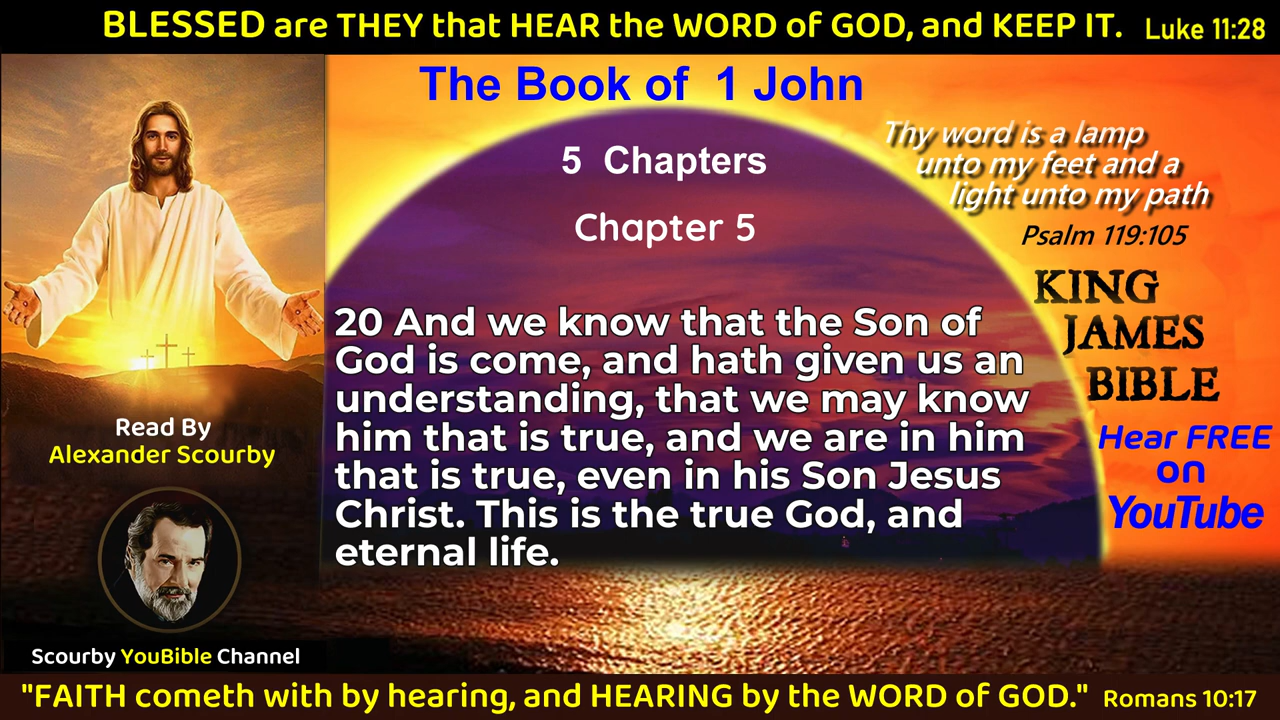 BLESSED are THEY that HEAR the WORD of GOD, and KEEP IT. Luke 11:28
The Book of 1 John
5 Chapters
Chapter 5
Thy word is a lamp
unto my feet and a
light unto my path
Psalm 119:105
KING
JAMES
BIBLE
Hear FREE
on
YouTube
20 And we know that the Son of
God is come, and hath given us an
understanding, that we may know
him that is true, and we are in him
that is true, even in his Son Jesus
Christ. This is the true God, and
eternal life.
Read By
Alexander Scourby
Scourby YouBible Channel
"FAITH cometh with by hearing, and HEARING by the WORD of GOD." Romans 10:17